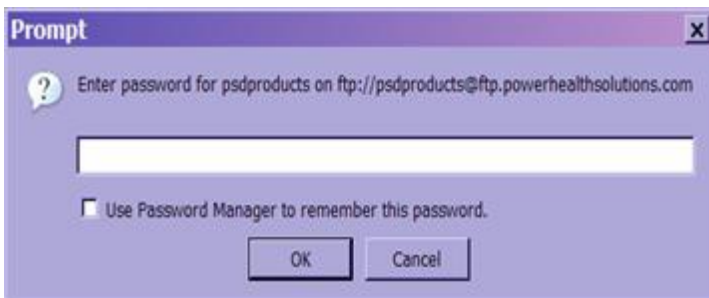 Prompt
Enter password for psdproducts on ftp://psdproducts@ftp.powerhealthsolutions.com
Use Password Manager to remember this password.
OK Cancel